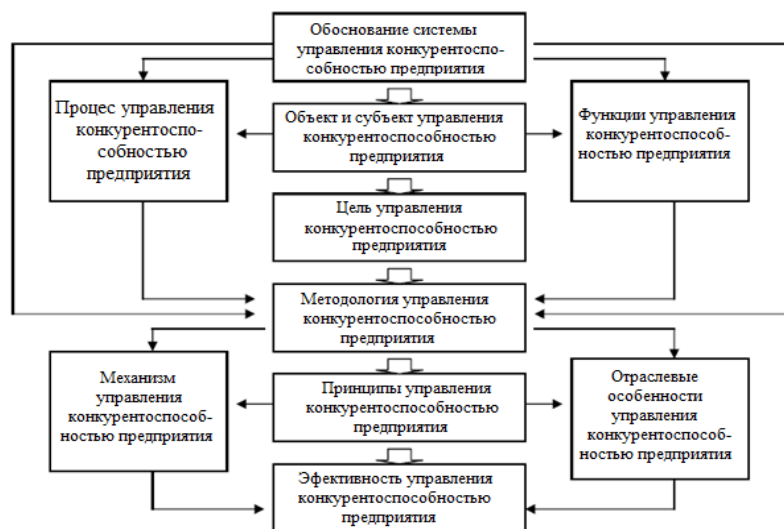 Обоснование системы
управления конкурентоспо-
собностью предприятия
Процес управления
конкурентоспо-
собностью
предприятия
Объект и субъект управления
конкурентоспособностью
предприятия
Функции управления
конкурентоспособ-
ностью предприятия
Цель управления
конкурентоспособностью
предприятия
Методология управления
конкурентоспособностью
предприятия
Механизм
управления
конкурентоспособ-
ностью предприятия
Принципы управления
конкурентоспособностью
предприятия
Отраслевые
особенности
управления
конкурентоспособ-
ностью предприятия
Эфективность управления
конкурентоспособностью
предприятия